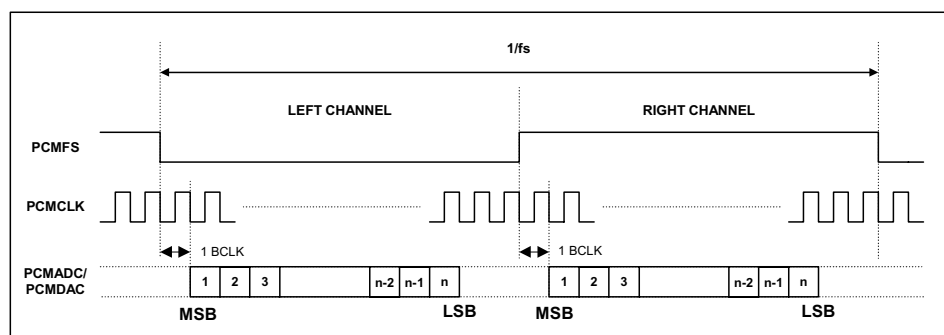 1/fs
LEFT CHANNEL RIGHT CHANNEL
PCMFS
PCMCLK
1 BCLK 1 BCLK
PCMADC/
PCMDAC
1 2 3 n-2 n-1 n 1 2 3 n-2 n-1 n
MSB LSB MSB LSB